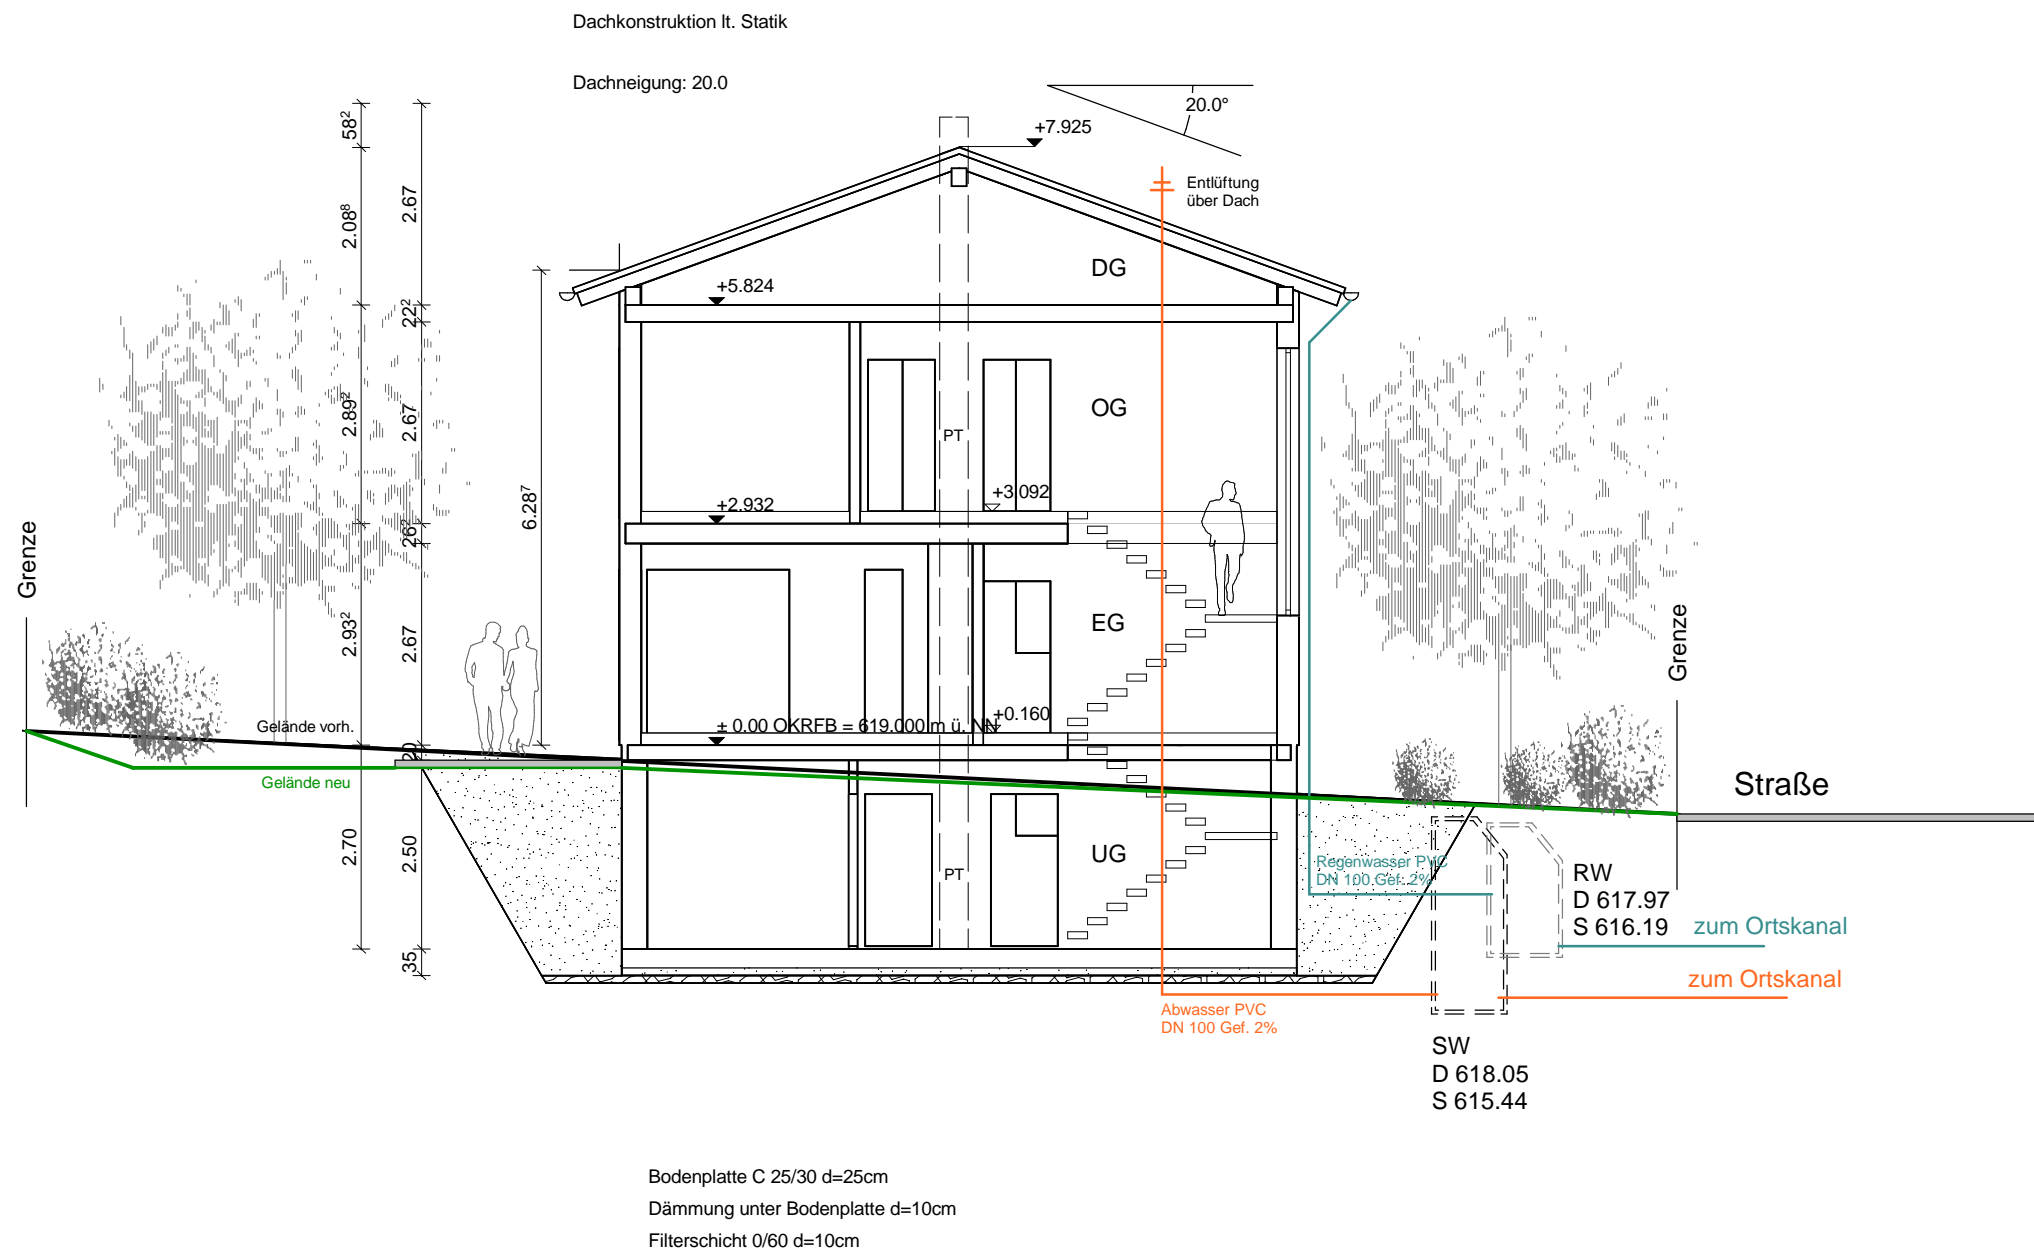 Dachkonstruktion lt. Statik
Dachneigung: 20.0
20.0°
+7.925
58²
2.08⁸
2.67
Entlüftung
über Dach
DG
+5.824
22²
2.89²
2.67
OG
PT
6.28⁷
+3.092
+2.932
26²
Grenze
2.93²
2.67
EG
Grenze
+0.160
± 0.00 OKRFB = 619.000 m ü. NN
Gelände vorh.
20
Gelände neu
Straße
2.70
2.50
UG
PT
Regenwasser PVC
DN 100 Gef. 2%
RW
D 617.97
S 616.19
zum Ortskanal
35
zum Ortskanal
Abwasser PVC
DN 100 Gef. 2%
SW
D 618.05
S 615.44
Bodenplatte C 25/30 d=25cm
Dämmung unter Bodenplatte d=10cm
Filterschicht 0/60 d=10cm